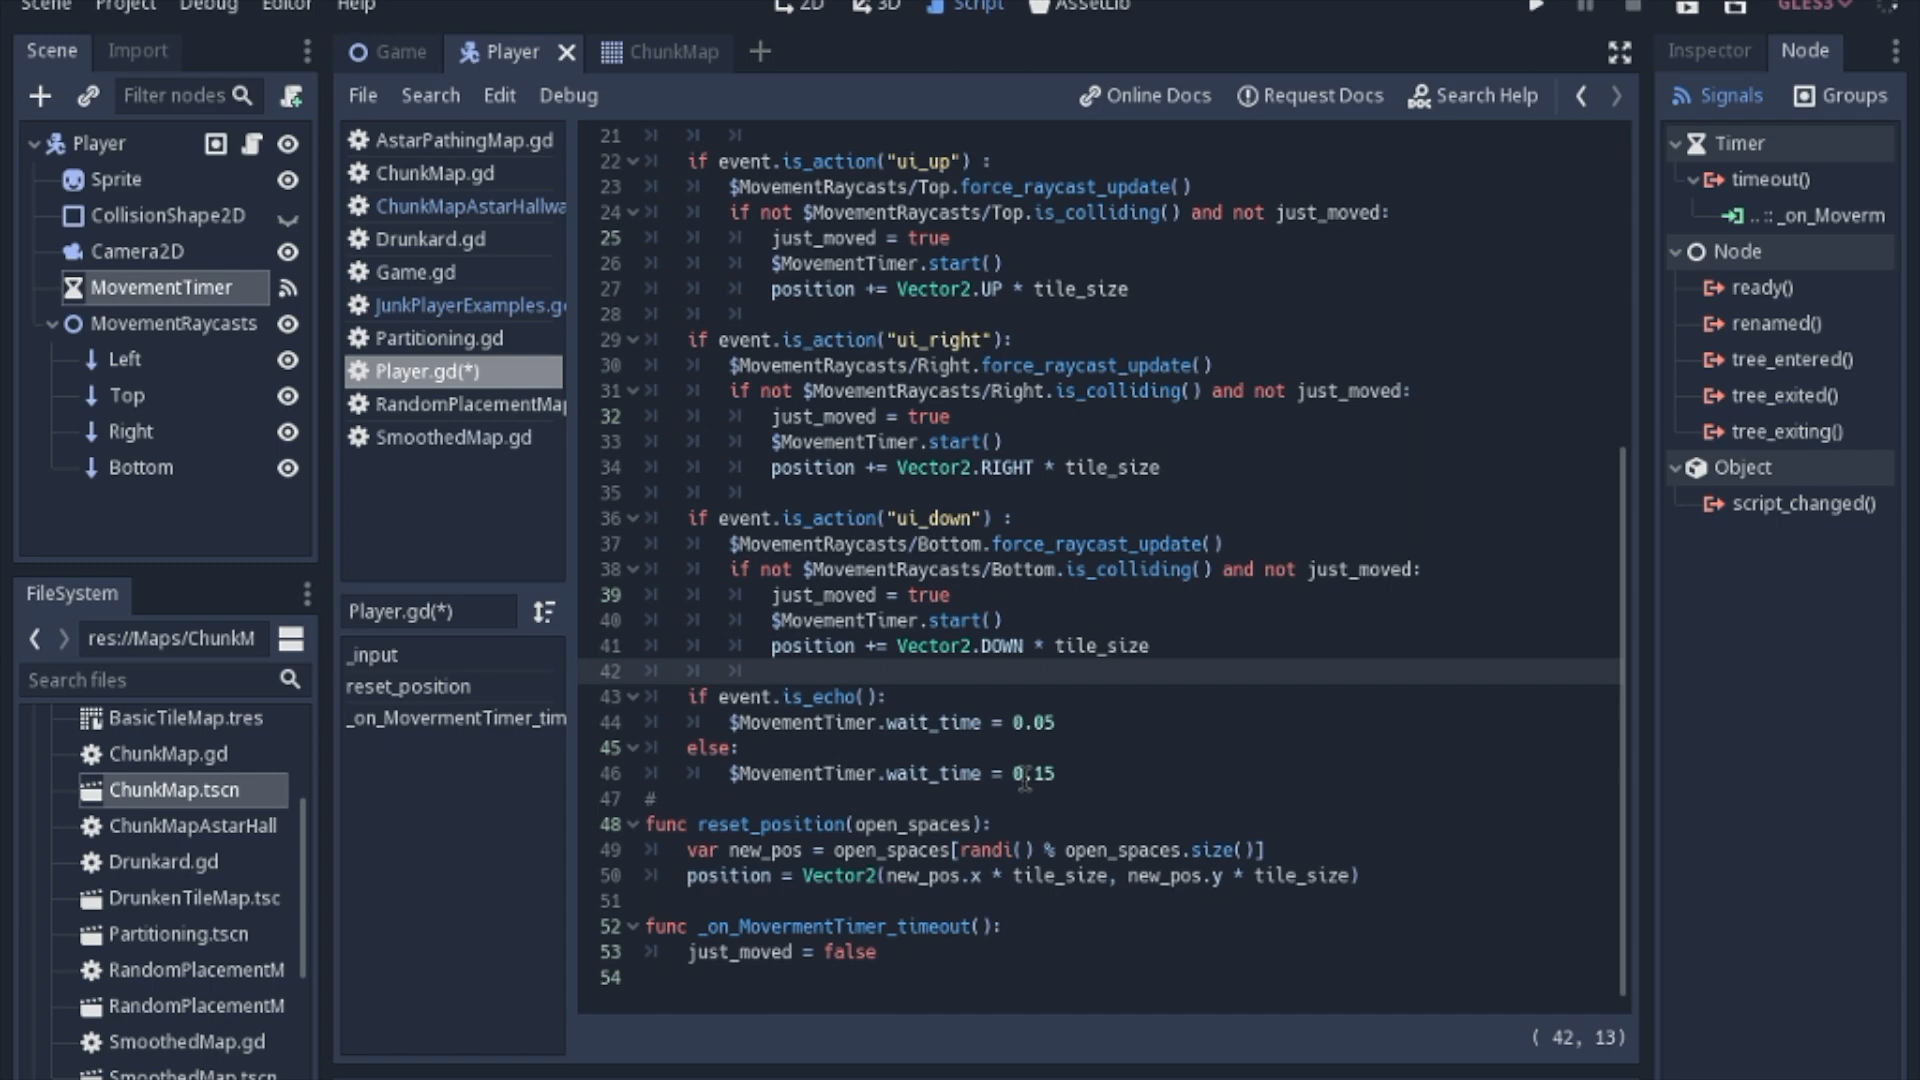 Scene Project Debug Editor Help
2D 3D Script AssetLib
GLES3
Scene Import
Filter nodes
Player
Sprite
CollisionShape2D
Camera2D
MovementTimer
MovementRaycasts
Left
Top
Right
Bottom
FileSystem
res://Maps/ChunkM
Search files
BasicTileMap.tres
ChunkMap.gd
ChunkMap.tscn
ChunkMapAstarHall
Drunkard.gd
DrunkenTileMap.tsc
Partitioning.tscn
RandomPlacementM
RandomPlacementM
SmoothedMap.gd
SmoothedMap.tscn
Game Player ChunkMap
File Search Edit Debug
Online Docs Request Docs Search Help
AstarPathingMap.gd
ChunkMap.gd
ChunkMapAstarHallwa
Drunkard.gd
Game.gd
JunkPlayerExamples.g
Partitioning.gd
Player.gd(*)
RandomPlacementMap
SmoothedMap.gd
Player.gd(*)
_input
reset_position
_on_MovermentTimer_tim
21
22 if event.is_action("ui_up") :
23 $MovementRaycasts/Top.force_raycast_update()
24 if not $MovementRaycasts/Top.is_colliding() and not just_moved:
25 just_moved = true
26 $MovementTimer.start()
27 position += Vector2.UP * tile_size
28
29 if event.is_action("ui_right"):
30 $MovementRaycasts/Right.force_raycast_update()
31 if not $MovementRaycasts/Right.is_colliding() and not just_moved:
32 just_moved = true
33 $MovementTimer.start()
34 position += Vector2.RIGHT * tile_size
35
36 if event.is_action("ui_down") :
37 $MovementRaycasts/Bottom.force_raycast_update()
38 if not $MovementRaycasts/Bottom.is_colliding() and not just_moved:
39 just_moved = true
40 $MovementTimer.start()
41 position += Vector2.DOWN * tile_size
42
43 if event.is_echo():
44 $MovementTimer.wait_time = 0.05
45 else:
46 $MovementTimer.wait_time = 0.15
47 #
48 func reset_position(open_spaces):
49 var new_pos = open_spaces[randi() % open_spaces.size()]
50 position = Vector2(new_pos.x * tile_size, new_pos.y * tile_size)
51
52 func _on_MovermentTimer_timeout():
53 just_moved = false
54
( 42, 13)
Inspector Node
Signals Groups
Timer
timeout()
.. :: _on_Moverm
Node
ready()
renamed()
tree_entered()
tree_exited()
tree_exiting()
Object
script_changed()